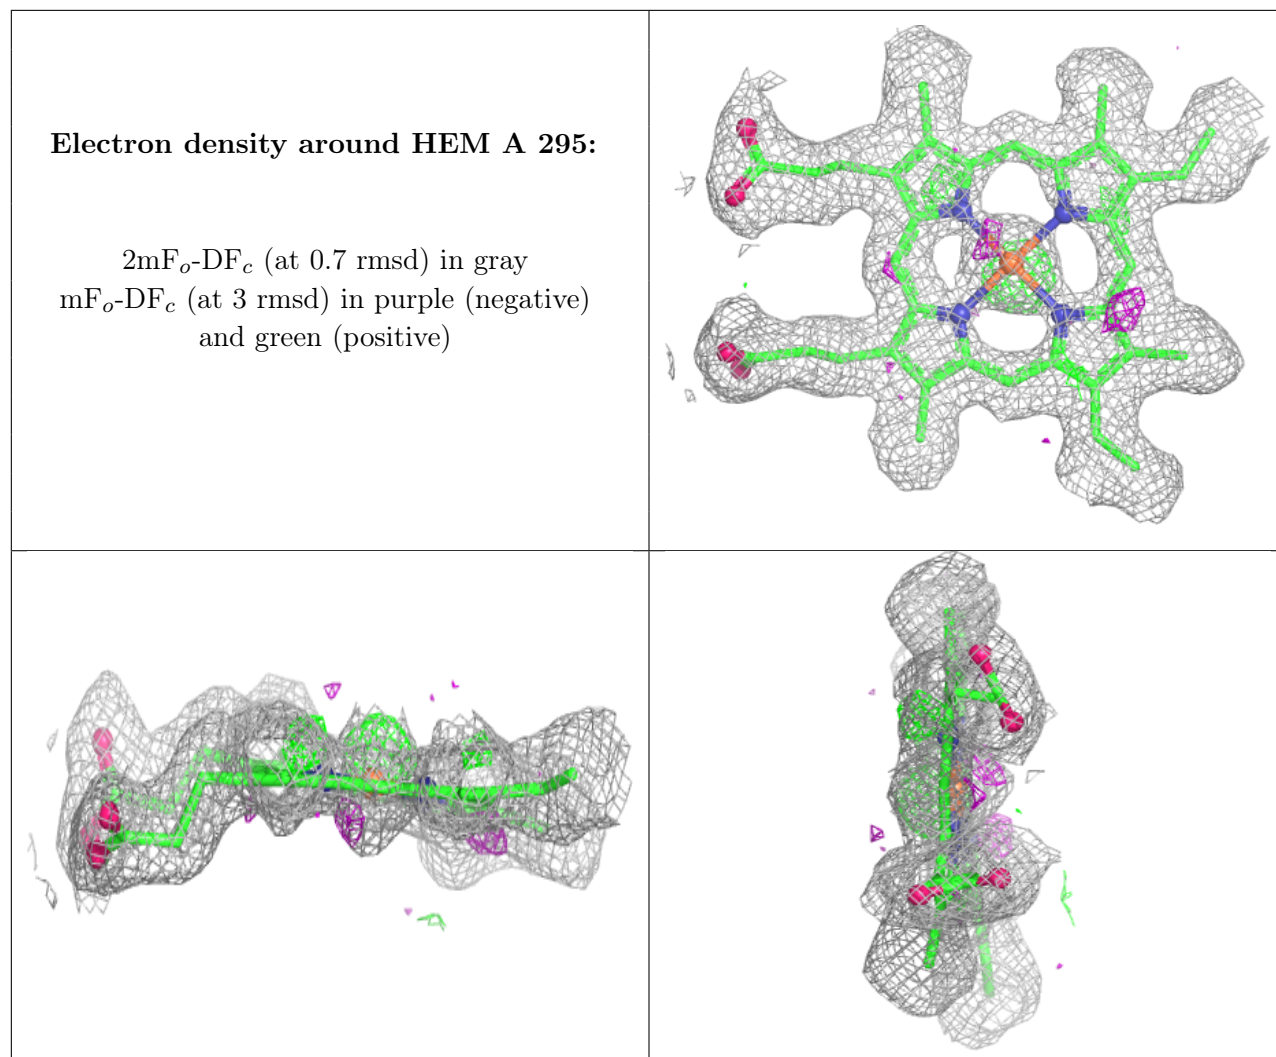 Electron density around HEM A 295:
2mFo-DFc (at 0.7 rmsd) in gray
mFo-DFc (at 3 rmsd) in purple (negative)
and green (positive)